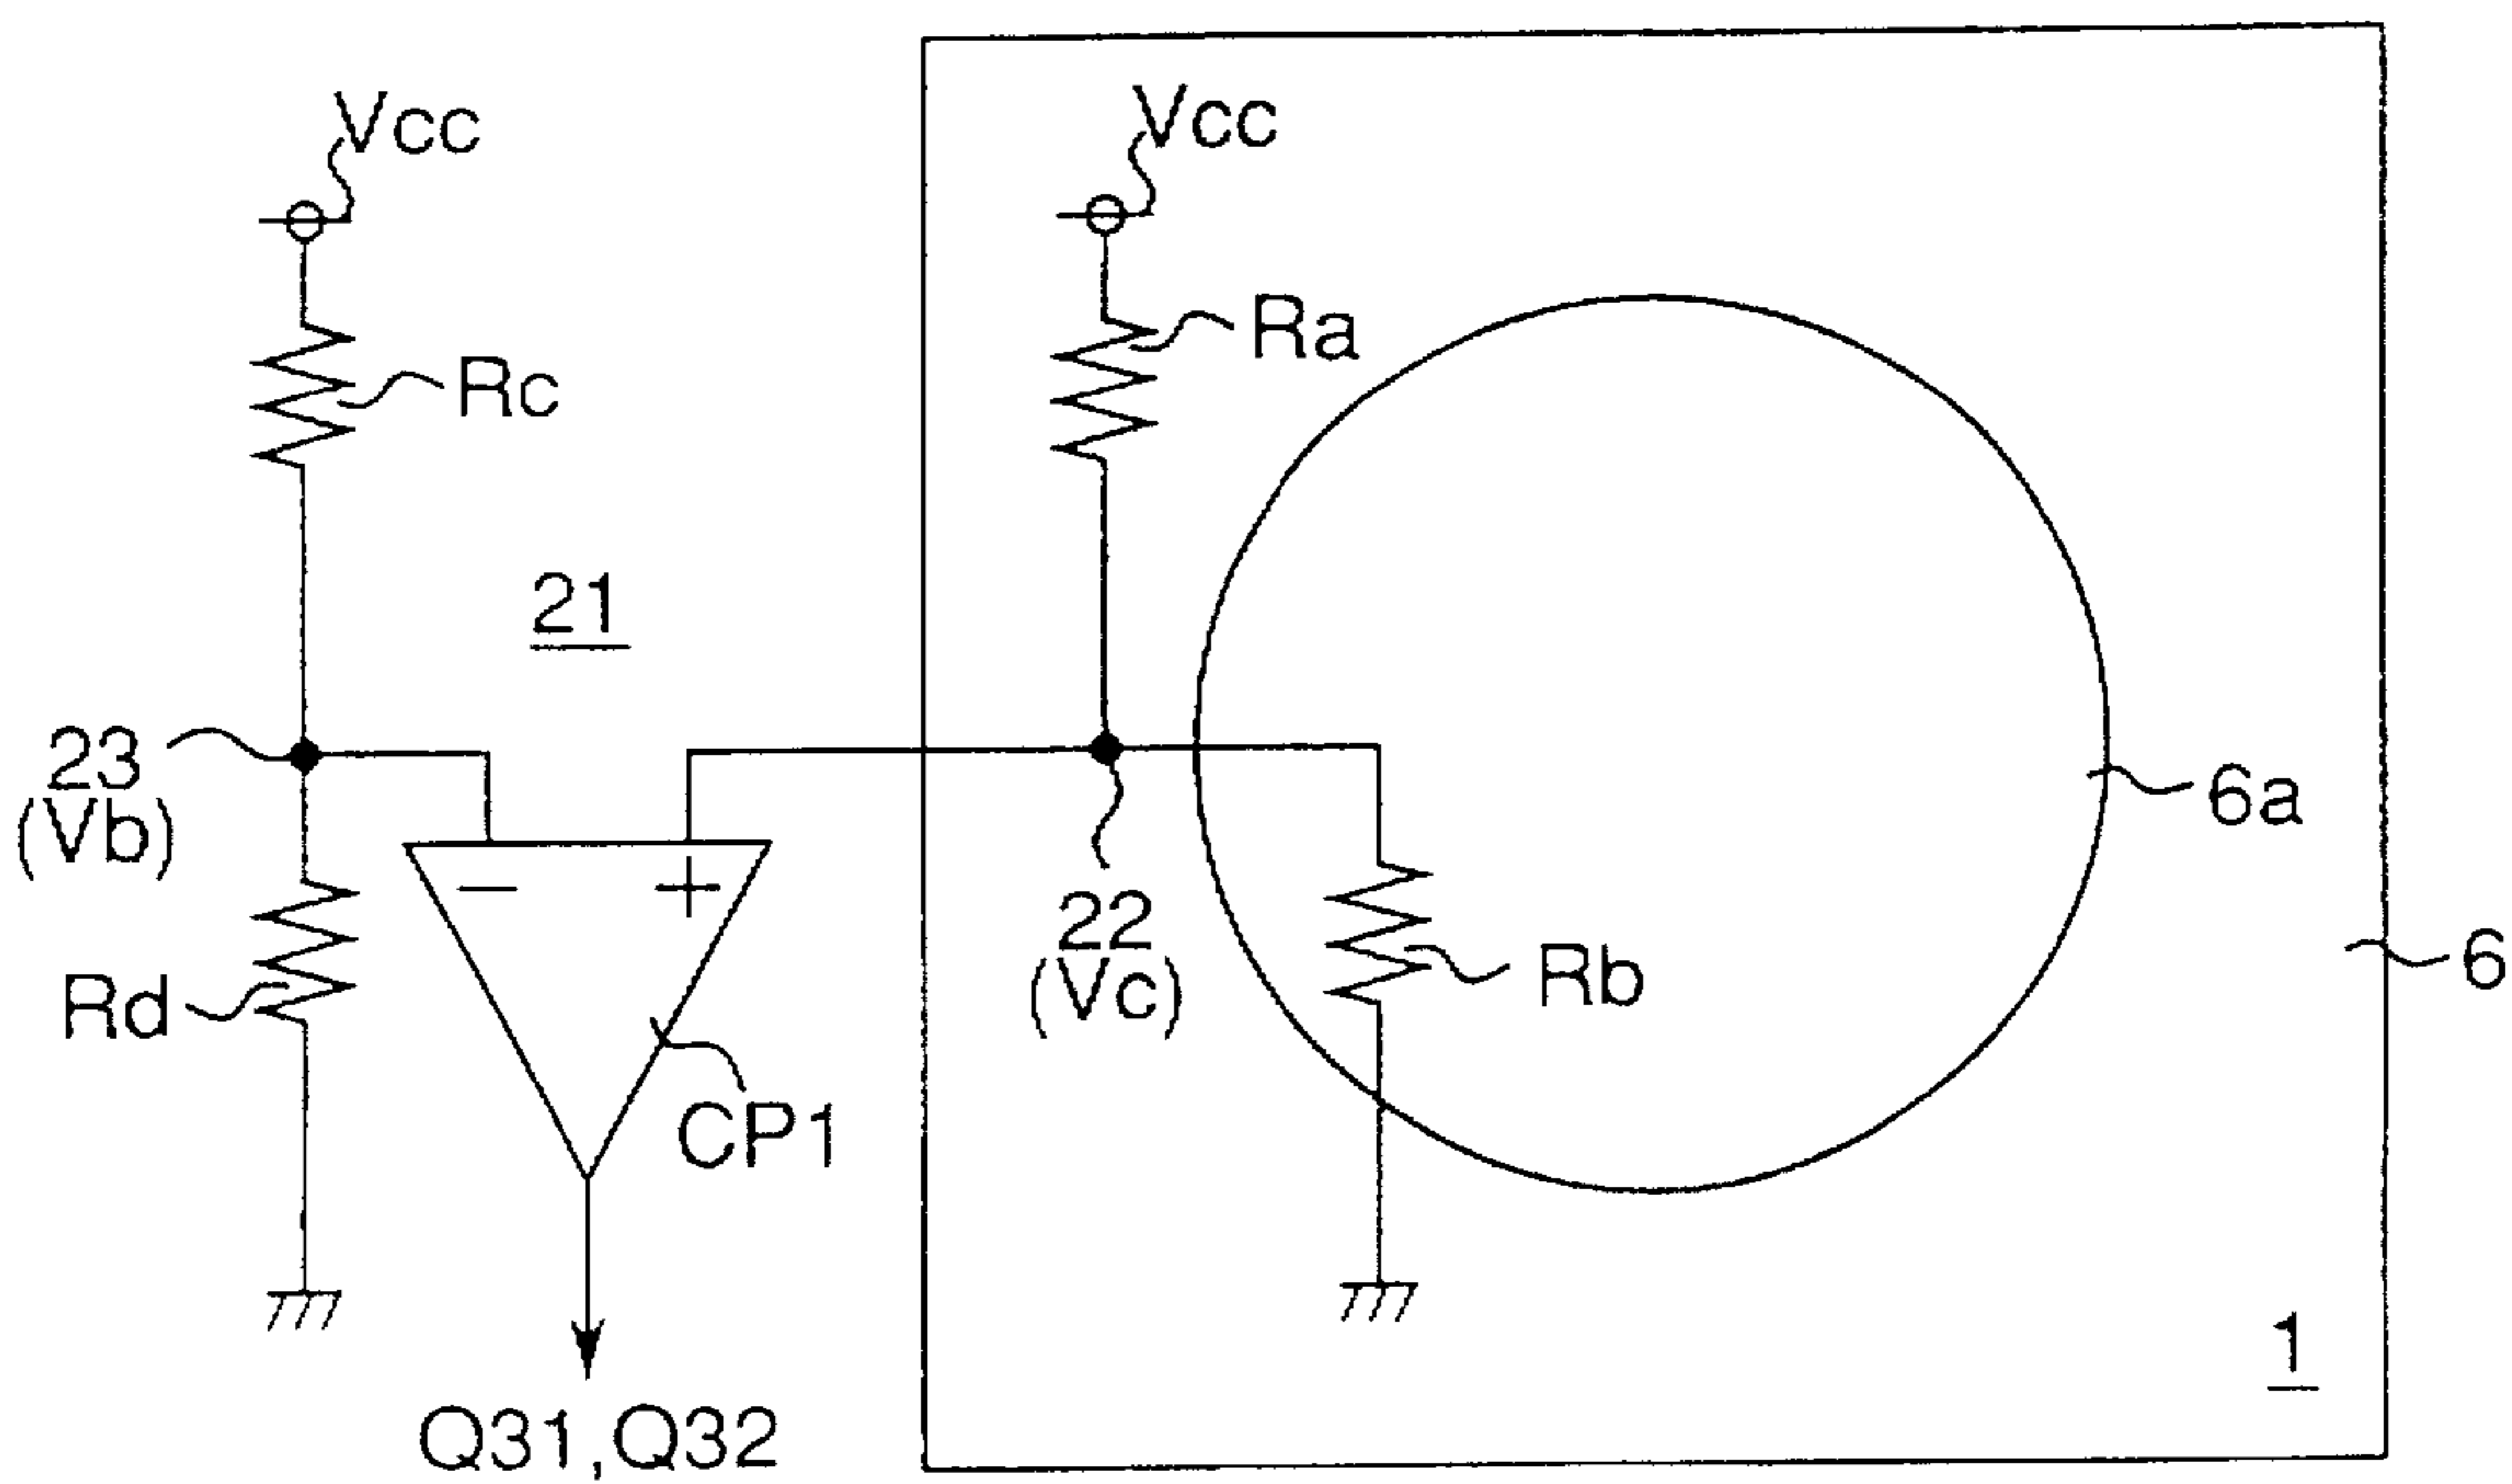 Vcc
Vcc
Ra
Rc
21
23
(Vb)
6a
22
(Vc)
Rb
6
Rd
−
+
CP1
1
Q31,Q32